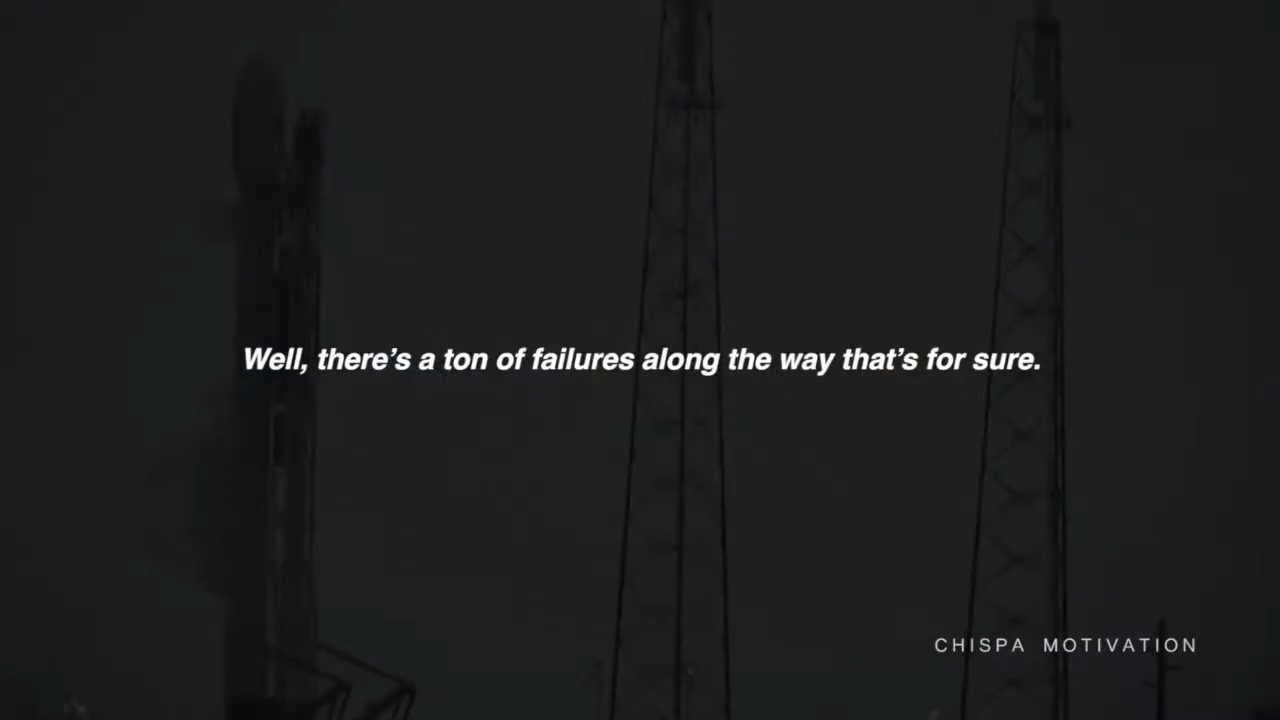 Well, there’s a ton of failures along the way that’s for sure.
CHISPA MOTIVATION